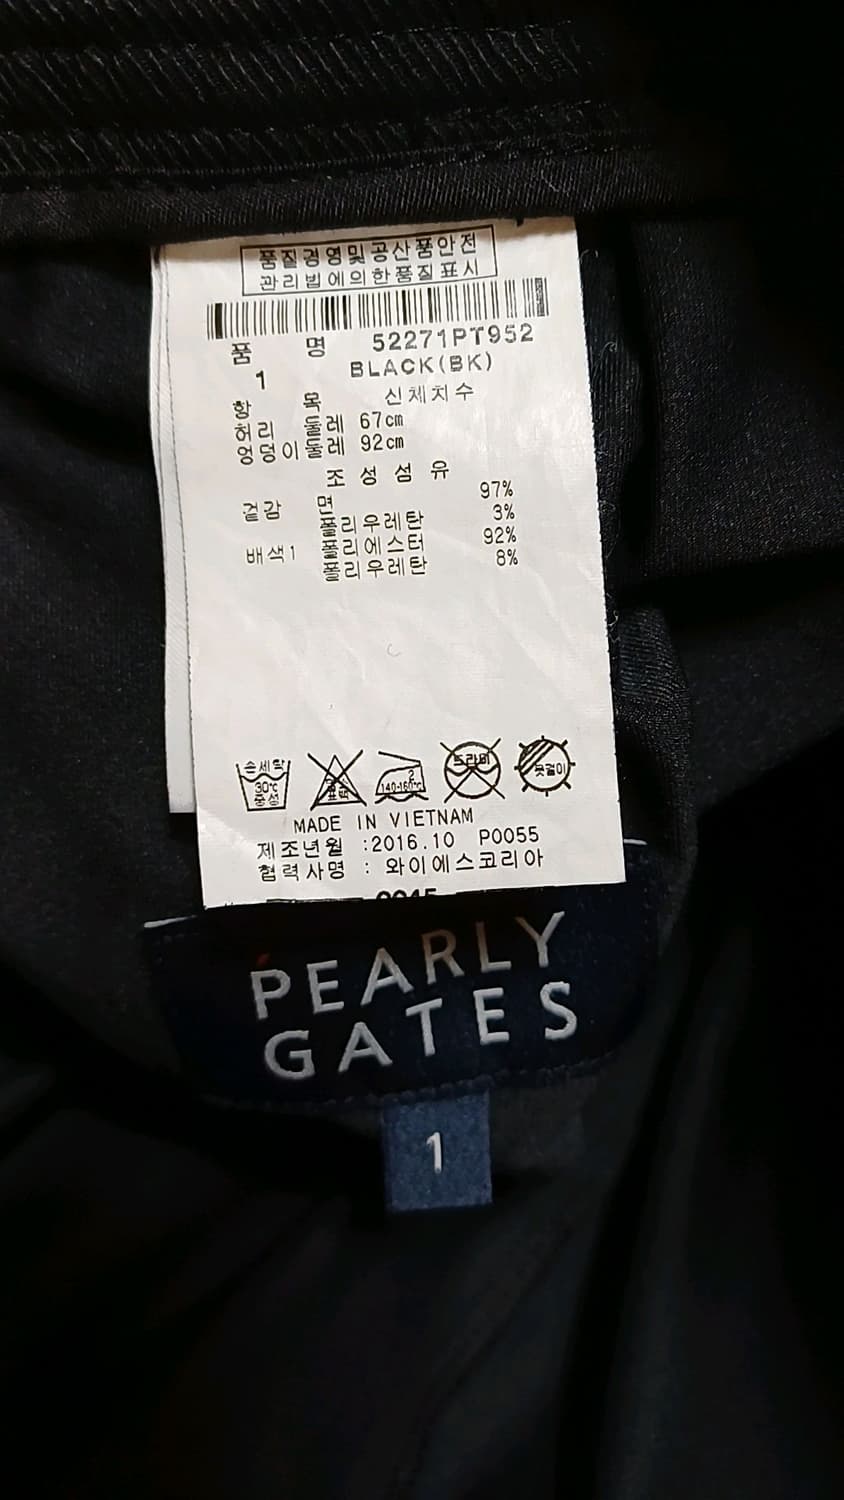 품질경영및공산품안전
관리법에의한품질표시
품 명 52271PT952
1 BLACK(BK)
항 목 신체치수
허리 둘레 67cm
엉덩이둘레 92cm
조성섬유
겉감 면 97%
폴리우레탄 3%
배색1 폴리에스터 92%
폴리우레탄 8%
손세탁 30℃ 중성
표백
2 140-160℃
드라이
옷걸이
MADE IN VIETNAM
제조년월 :2016.10 P0055
협력사명 : 와이에스코리아
PEARLY
GATES
1